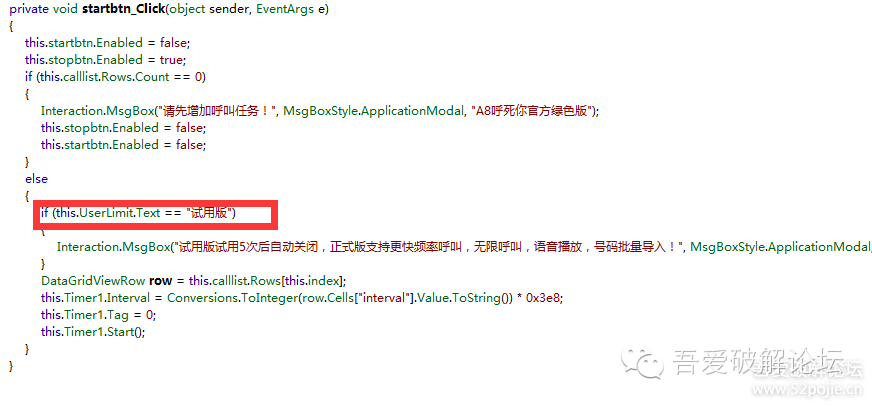 private void startbtn_Click(object sender, EventArgs e)
{
this.startbtn.Enabled = false;
this.stopbtn.Enabled = true;
if (this.calllist.Rows.Count == 0)
{
Interaction.MsgBox("请先增加呼叫任务！", MsgBoxStyle.ApplicationModal, "A8呼死你官方绿色版");
this.stopbtn.Enabled = false;
this.startbtn.Enabled = false;
}
else
{
if (this.UserLimit.Text == "试用版")
{
Interaction.MsgBox("试用版试用5次后自动关闭，正式版支持更快频率呼叫，无限呼叫，语音播放，号码批量导入！", MsgBoxStyle.ApplicationModal,
}
DataGridViewRow row = this.calllist.Rows[this.index];
this.Timer1.Interval = Conversions.ToInteger(row.Cells["interval"].Value.ToString()) * 0x3e8;
this.Timer1.Tag = 0;
this.Timer1.Start();
}
}
吾爱破解论坛
吾爱破解论坛
www.52pojie.cn